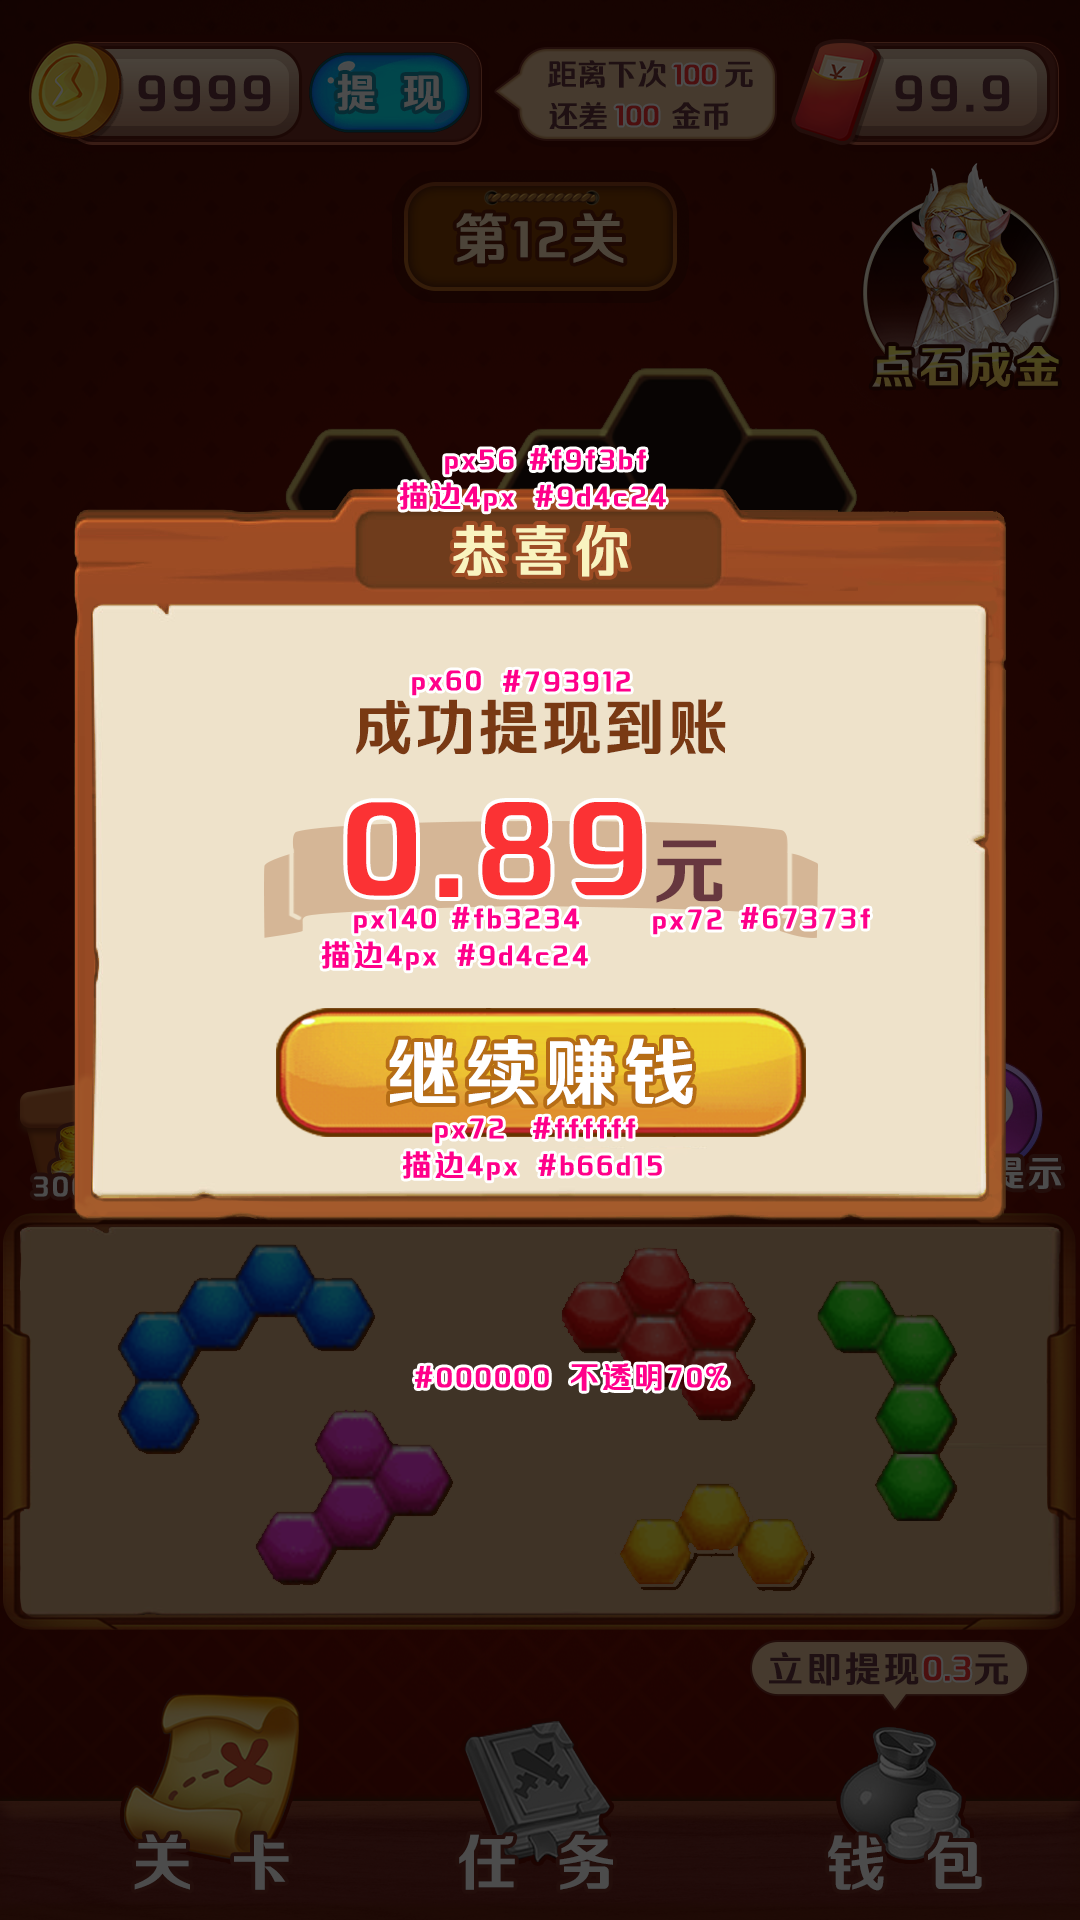 9999
提 现
距离下次100元
还差100 金币
99.9
第12关
点石成金
px56 #f9f3bf
描边4px #9d4c24
恭喜你
px60 #793912
成功提现到账
0.89元
px140 #fb3234
px72 #67373f
描边4px #9d4c24
继续赚钱
px72 #ffffff
描边4px #b66d15
300
提示
#000000 不透明70%
立即提现0.3元
关 卡
任 务
钱 包